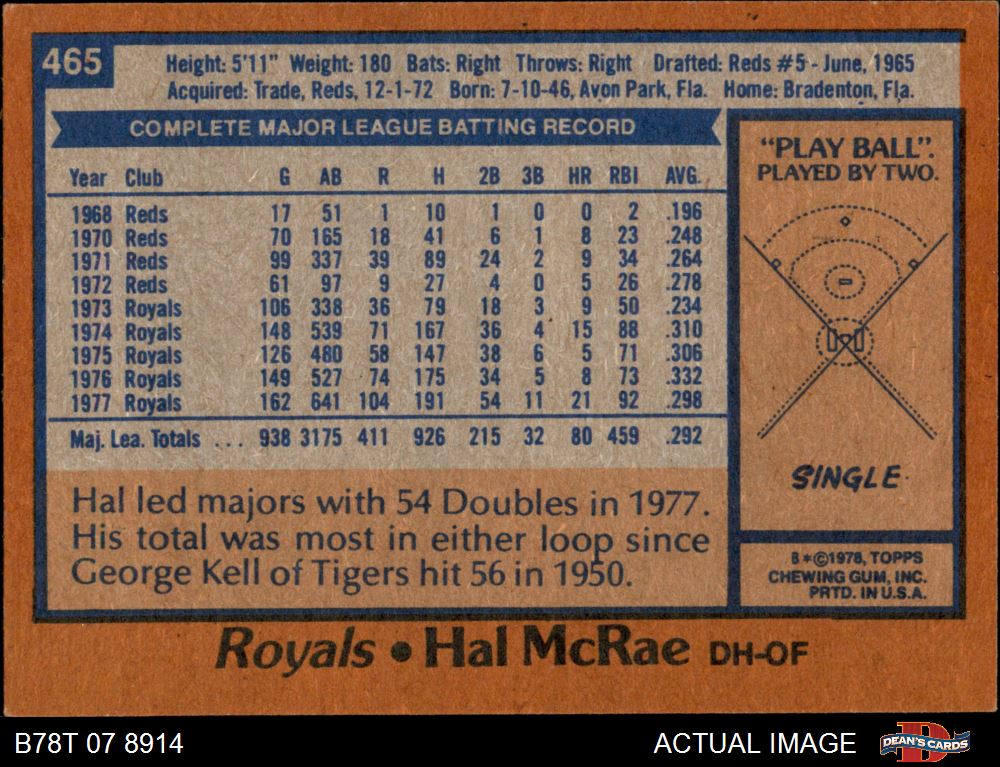 465
Height: 5'11" Weight: 180 Bats: Right Throws: Right Drafted: Reds #5 - June, 1965
Acquired: Trade, Reds, 12-1-72 Born: 7-10-46, Avon Park, Fla. Home: Bradenton, Fla.
COMPLETE MAJOR LEAGUE BATTING RECORD
Year Club G AB R H 2B 3B HR RBI AVG.
1968 Reds 17 51 1 10 1 0 0 2 .196
1970 Reds 70 165 18 41 6 1 8 23 .248
1971 Reds 99 337 39 89 24 2 9 34 .264
1972 Reds 61 97 9 27 4 0 5 26 .278
1973 Royals 106 338 36 79 18 3 9 50 .234
1974 Royals 148 539 71 167 36 4 15 88 .310
1975 Royals 126 480 58 147 38 6 5 71 .306
1976 Royals 149 527 74 175 34 5 8 73 .332
1977 Royals 162 641 104 191 54 11 21 92 .298
Maj. Lea. Totals ... 938 3175 411 926 215 32 80 459 .292
Hal led majors with 54 Doubles in 1977.
His total was most in either loop since
George Kell of Tigers hit 56 in 1950.
"PLAY BALL".
PLAYED BY TWO.
SINGLE
B*©1978, TOPPS
CHEWING GUM, INC.
PRTD. IN U.S.A.
Royals • Hal McRae DH-OF
B78T 07 8914
ACTUAL IMAGE
D
DEAN'S CARDS